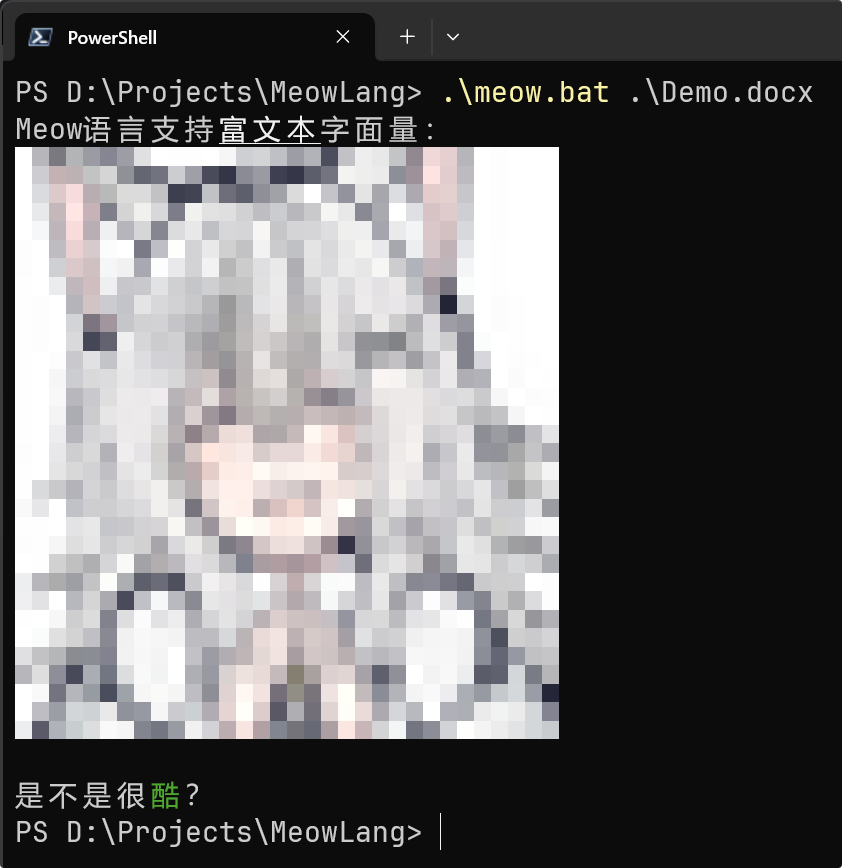 PowerShell
PS D:\Projects\MeowLang> .\meow.bat .\Demo.docx
Meow语言支持富文本字面量：
是不是很酷？
PS D:\Projects\MeowLang>